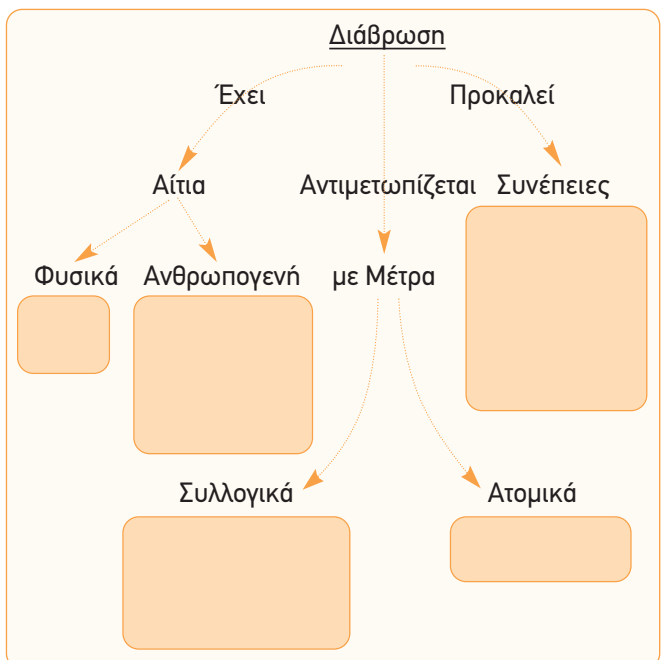 Διάβρωση
Έχει
Προκαλεί
Αίτια
Αντιμετωπίζεται
Συνέπειες
Φυσικά
Ανθρωπογενή
με Μέτρα
Συλλογικά
Ατομικά